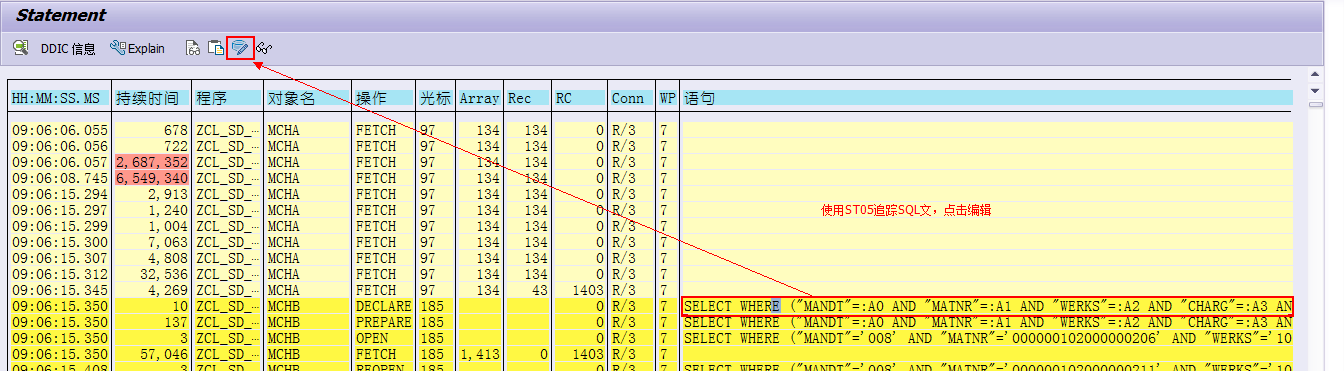 Statement
DDIC 信息 Explain
HH:MM:SS.MS 持续时间 程序 对象名 操作 光标 Array Rec RC Conn WP 语句
09:06:06.055 678 ZCL_SD_… MCHA FETCH 97 134 134 0 R/3 7
09:06:06.056 722 ZCL_SD_… MCHA FETCH 97 134 134 0 R/3 7
09:06:06.057 2,687,352 ZCL_SD_… MCHA FETCH 97 134 134 0 R/3 7
09:06:08.745 6,549,340 ZCL_SD_… MCHA FETCH 97 134 134 0 R/3 7
09:06:15.294 2,913 ZCL_SD_… MCHA FETCH 97 134 134 0 R/3 7
09:06:15.297 1,240 ZCL_SD_… MCHA FETCH 97 134 134 0 R/3 7
使用ST05追踪SQL文，点击编辑
09:06:15.299 1,004 ZCL_SD_… MCHA FETCH 97 134 134 0 R/3 7
09:06:15.300 7,063 ZCL_SD_… MCHA FETCH 97 134 134 0 R/3 7
09:06:15.307 4,808 ZCL_SD_… MCHA FETCH 97 134 134 0 R/3 7
09:06:15.312 32,536 ZCL_SD_… MCHA FETCH 97 134 134 0 R/3 7
09:06:15.345 4,269 ZCL_SD_… MCHA FETCH 97 134 43 1403 R/3 7
09:06:15.350 10 ZCL_SD_… MCHB DECLARE 185 0 R/3 7 SELECT WHERE ("MANDT"=:A0 AND "MATNR"=:A1 AND "WERKS"=:A2 AND "CHARG"=:A3 AN
09:06:15.350 137 ZCL_SD_… MCHB PREPARE 185 0 R/3 7 SELECT WHERE ("MANDT"=:A0 AND "MATNR"=:A1 AND "WERKS"=:A2 AND "CHARG"=:A3 AN
09:06:15.350 3 ZCL_SD_… MCHB OPEN 185 0 R/3 7 SELECT WHERE ("MANDT"='008' AND "MATNR"='000000102000000206' AND "WERKS"='10
09:06:15.350 57,046 ZCL_SD_… MCHB FETCH 185 1,413 0 1403 R/3 7
09:06:15.408 3 ZCL_SD_… MCHB REOPEN 185 0 R/3 7 SELECT WHERE ("MANDT"='008' AND "MATNR"='000000102000000211' AND "WERKS"='10